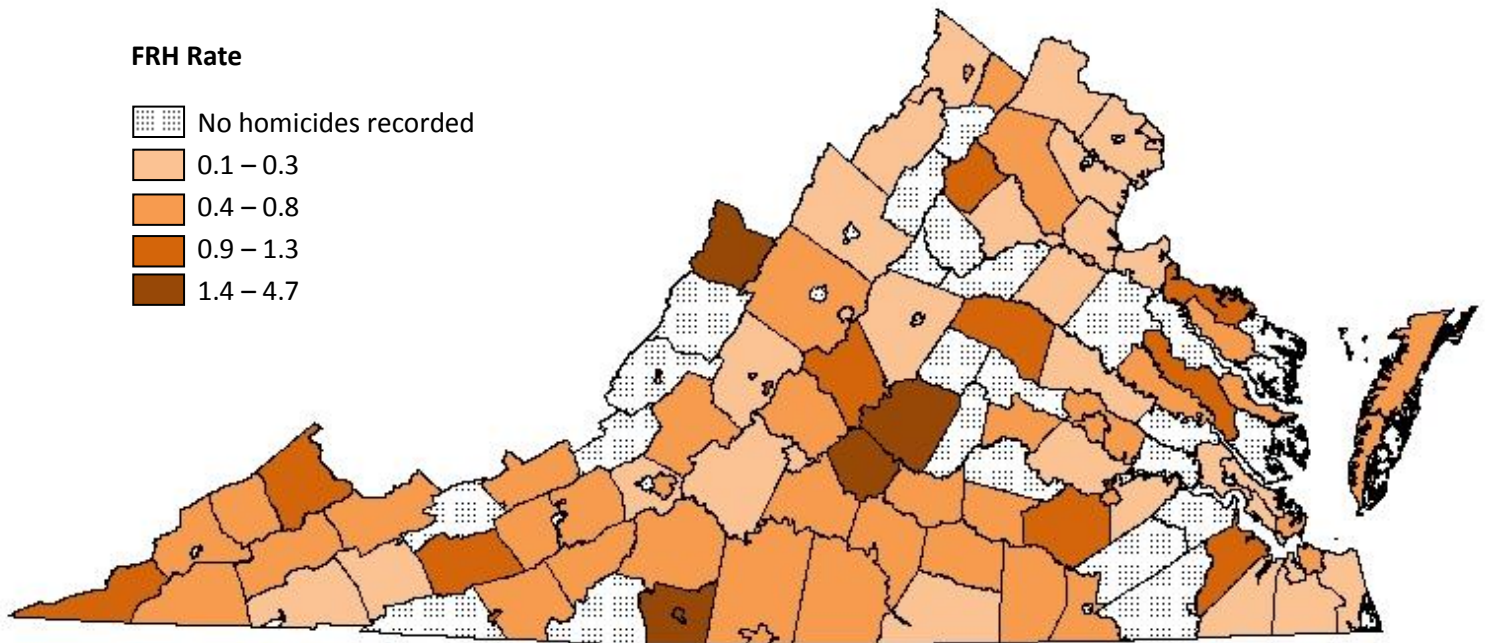 FRH Rate
No homicides recorded
0.1 – 0.3
0.4 – 0.8
0.9 – 1.3
1.4 – 4.7